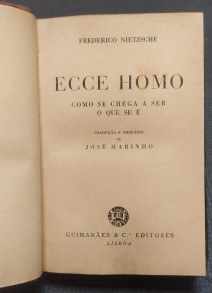 FREDERICO NIETZSCHE
ECCE HOMO
COMO SE CHEGA A SER
O QUE SE É
TRADUÇÃO E PREFÁCIO
DE
JOSÉ MARINHO
GUIMARÃES & C.ª EDITORES
LISBOA